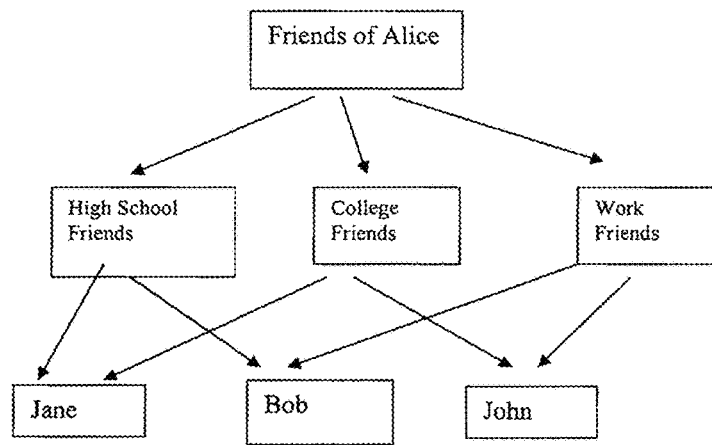 Friends of Alice
High School
Friends
College
Friends
Work
Friends
Jane
Bob
John